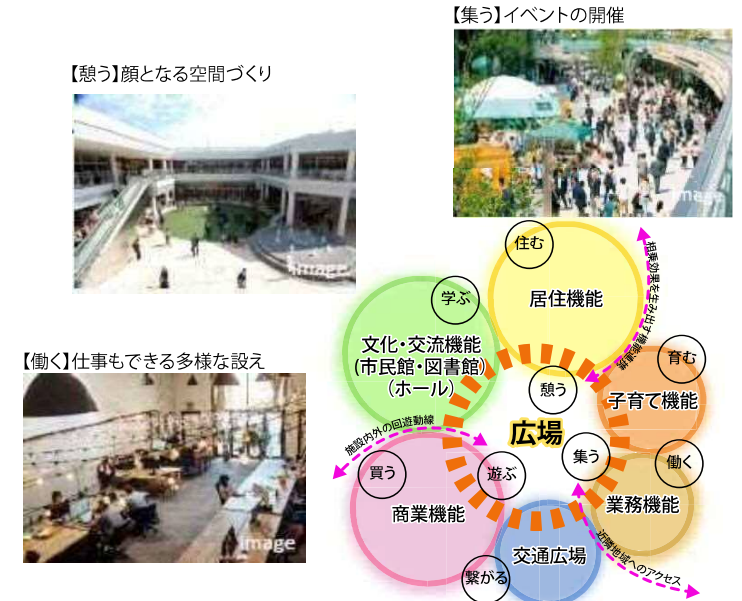 【集う】イベントの開催
【憩う】顔となる空間づくり
image
image
住む
居住機能
相乗効果を生み出す機能連携
学ぶ
文化・交流機能
(市民館・図書館)
(ホール)
育む
子育て機能
憩う
広場
【働く】仕事もできる多様な設え
施設内外の回遊動線
集う
働く
買う
遊ぶ
業務機能
商業機能
交通広場
近隣地域へのアクセス
繋がる
image